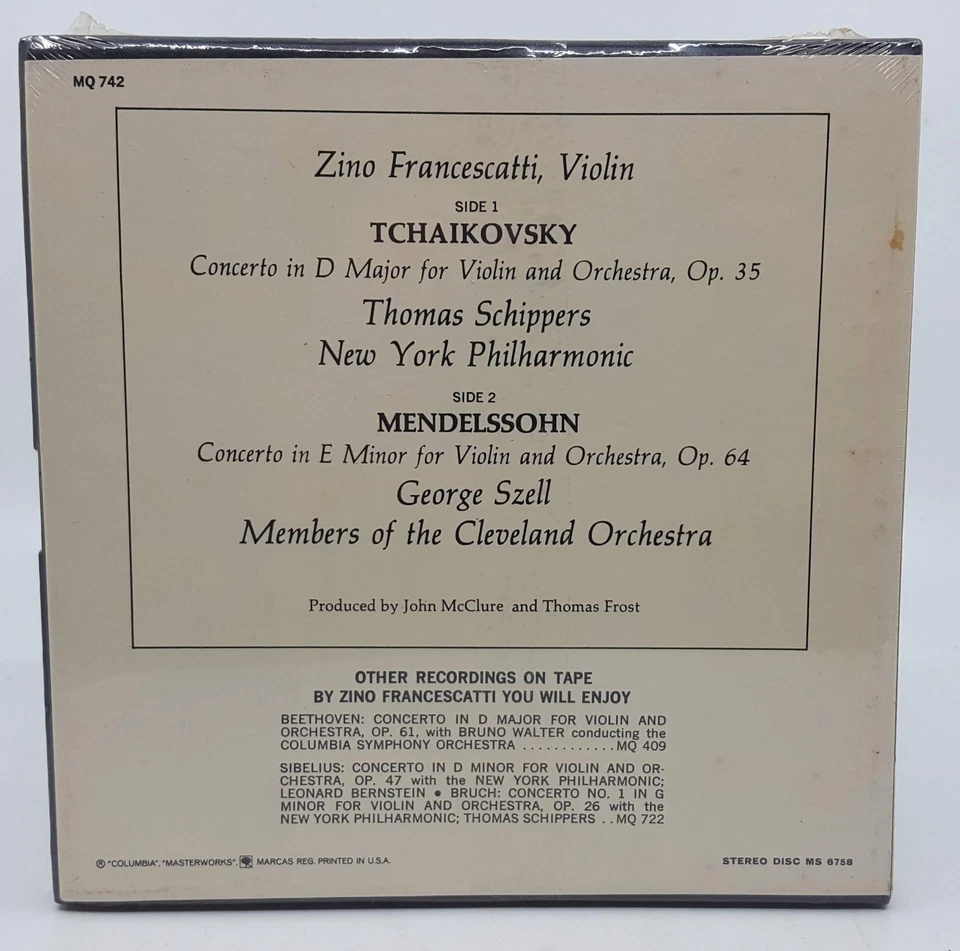 MQ 742
Zino Francescatti, Violin
SIDE 1
TCHAIKOVSKY
Concerto in D Major for Violin and Orchestra, Op. 35
Thomas Schippers
New York Philharmonic
SIDE 2
MENDELSSOHN
Concerto in E Minor for Violin and Orchestra, Op. 64
George Szell
Members of the Cleveland Orchestra
Produced by John McClure and Thomas Frost
OTHER RECORDINGS ON TAPE
BY ZINO FRANCESCATTI YOU WILL ENJOY
BEETHOVEN: CONCERTO IN D MAJOR FOR VIOLIN AND
ORCHESTRA, OP. 61, with BRUNO WALTER conducting the
COLUMBIA SYMPHONY ORCHESTRA ............MQ 409
SIBELIUS: CONCERTO IN D MINOR FOR VIOLIN AND OR-
CHESTRA, OP. 47 with the NEW YORK PHILHARMONIC;
LEONARD BERNSTEIN • BRUCH: CONCERTO NO. 1 IN G
MINOR FOR VIOLIN AND ORCHESTRA, OP. 26 with the
NEW YORK PHILHARMONIC; THOMAS SCHIPPERS ..MQ 722
® "COLUMBIA", "MASTERWORKS", MARCAS REG. PRINTED IN U.S.A.
STEREO DISC MS 6758